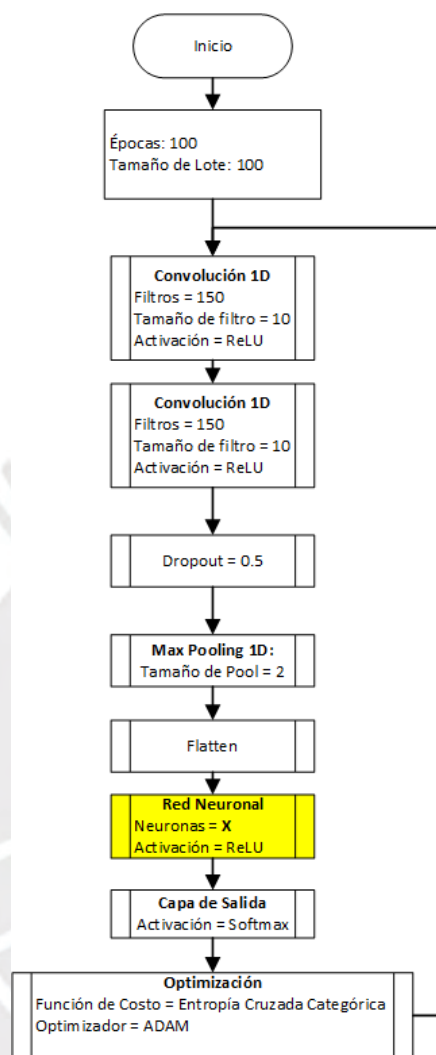 Inicio
Épocas: 100
Tamaño de Lote: 100
Convolución 1D
Filtros = 150
Tamaño de filtro = 10
Activación = ReLU
Convolución 1D
Filtros = 150
Tamaño de filtro = 10
Activación = ReLU
Dropout = 0.5
Max Pooling 1D:
Tamaño de Pool = 2
Flatten
Red Neuronal
Neuronas = X
Activación = ReLU
Capa de Salida
Activación = Softmax
Optimización
Función de Costo = Entropía Cruzada Categórica
Optimizador = ADAM